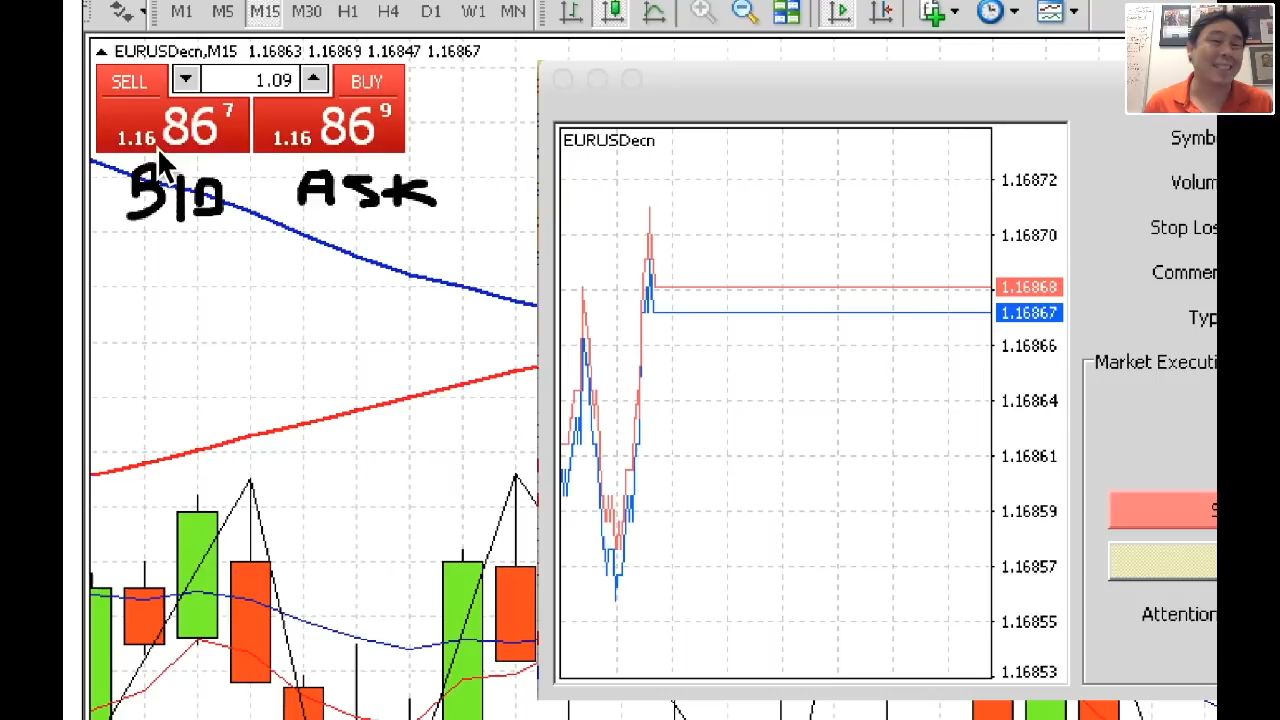 M1 M5 M15 M30 H1 H4 D1 W1 MN
EURUSDecn,M15 1.16863 1.16869 1.16847 1.16867
SELL 1.09 BUY
1.16 86 7 1.16 86 9
BID ASK
EURUSDecn
1.16872
1.16870
1.16868
1.16867
1.16866
1.16864
1.16861
1.16859
1.16857
1.16855
1.16853
Symb
Volum
Stop Los
Commen
Typ
Market Executi
S
Attention